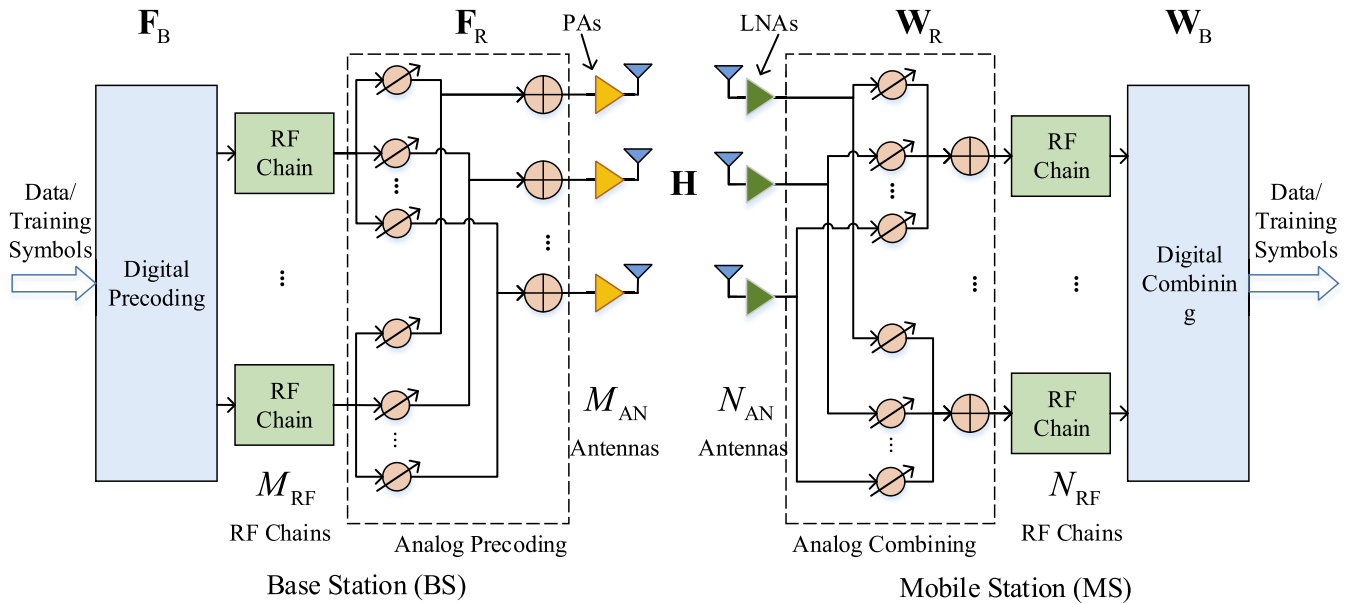 F_B
F_R
PAs
LNAs
W_R
W_B
RF
Chain
RF
Chain
Data/
Training
Symbols
Digital
Precoding
H
Digital
Combinin
g
Data/
Training
Symbols
RF
Chain
RF
Chain
M_AN
Antennas
N_AN
Antennas
M_RF
RF Chains
N_RF
RF Chains
Analog Precoding
Analog Combining
Base Station (BS)
Mobile Station (MS)